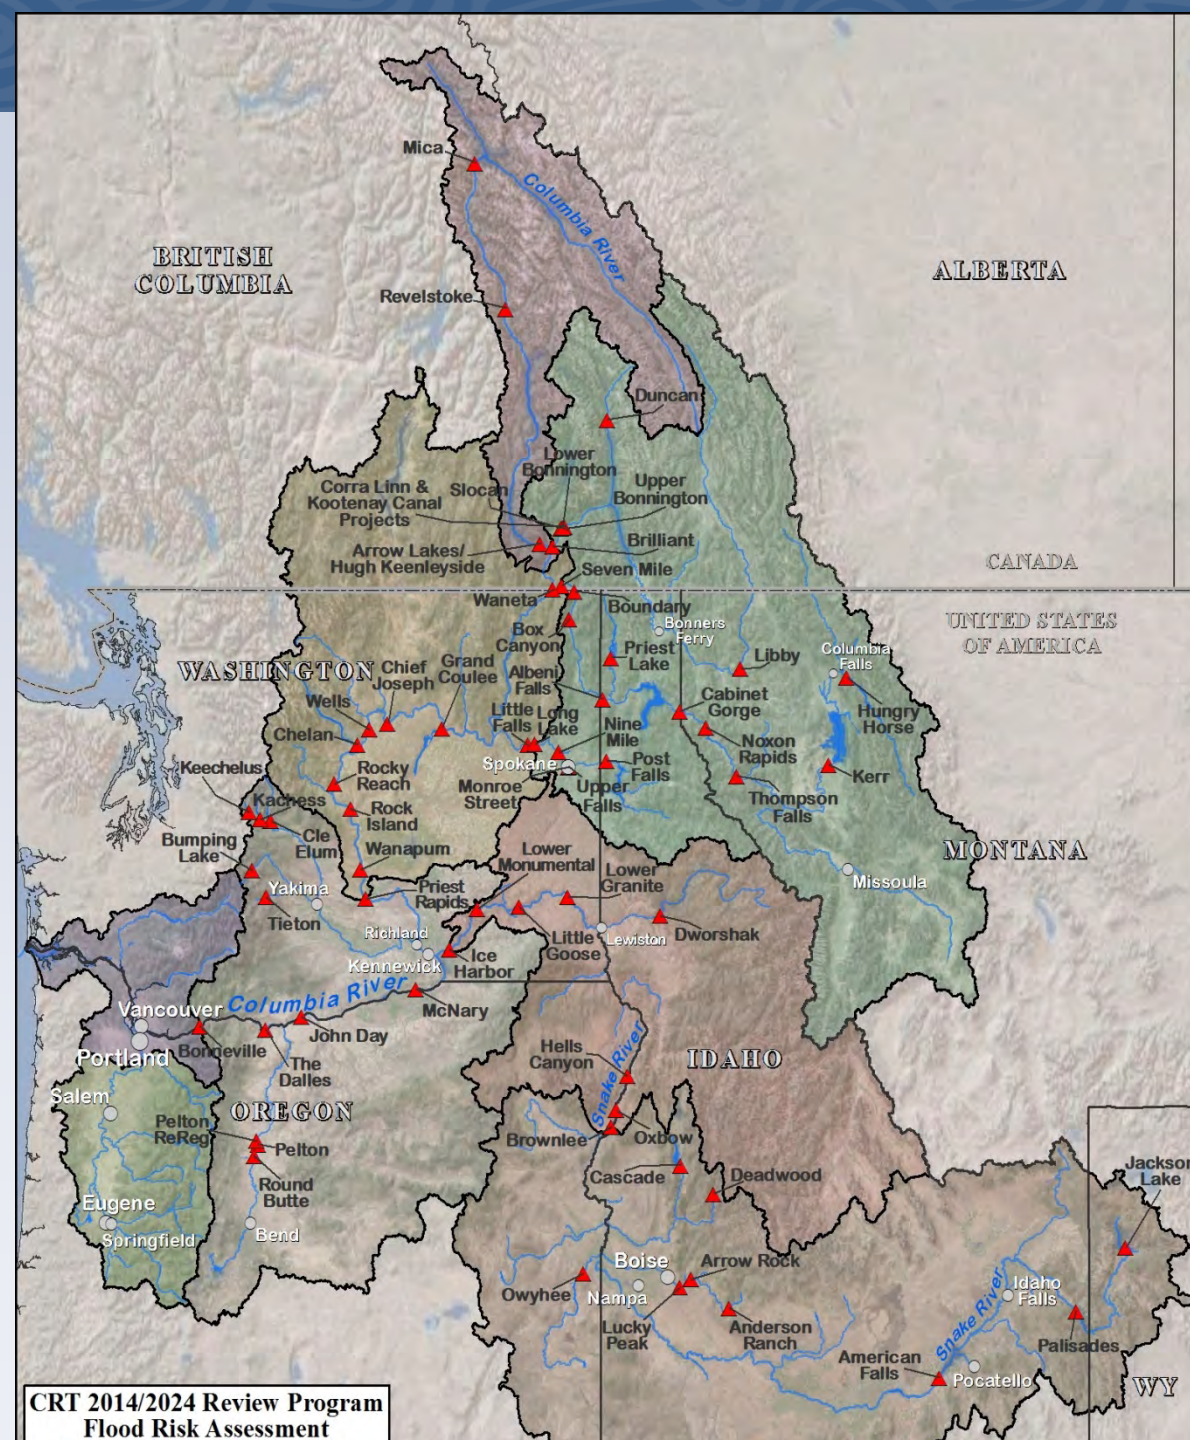 Mica
Columbia River
BRITISH
COLUMBIA
ALBERTA
Revelstoke
Duncan
Lower
Bonnington
Upper
Bonnington
Corra Linn &
Kootenay Canal
Projects
Slocan
Brilliant
Arrow Lakes/
Hugh Keenleyside
CANADA
Seven Mile
Waneta
Boundary
UNITED STATES
OF AMERICA
Box
Canyon
Bonners
Ferry
Priest
Lake
Libby
Columbia
Falls
WASHINGTON
Chief
Joseph
Grand
Coulee
Albeni
Falls
Wells
Cabinet
Gorge
Hungry
Horse
Little
Falls
Long
Lake
Nine
Mile
Chelan
Noxon
Rapids
Keechelus
Spokane
Post
Falls
Kerr
Rocky
Reach
Monroe
Street
Upper
Falls
Thompson
Falls
Kachess
Rock
Island
Cle
Elum
Bumping
Lake
Wanapum
Lower
Monumental
MONTANA
Lower
Granite
Missoula
Yakima
Priest
Rapids
Tieton
Richland
Little
Goose
Lewiston
Dworshak
Kennewick
Ice
Harbor
Columbia River
McNary
Vancouver
John Day
Portland
Bonneville
The
Dalles
Hells
Canyon
Snake River
IDAHO
Salem
OREGON
Pelton
ReReg
Pelton
Brownlee
Oxbow
Cascade
Deadwood
Jackson
Lake
Round
Butte
Eugene
Springfield
Bend
Boise
Arrow Rock
Owyhee
Nampa
Snake River
Idaho
Falls
Lucky
Peak
Anderson
Ranch
Palisades
American
Falls
Pocatello
WY
CRT 2014/2024 Review Program
Flood Risk Assessment